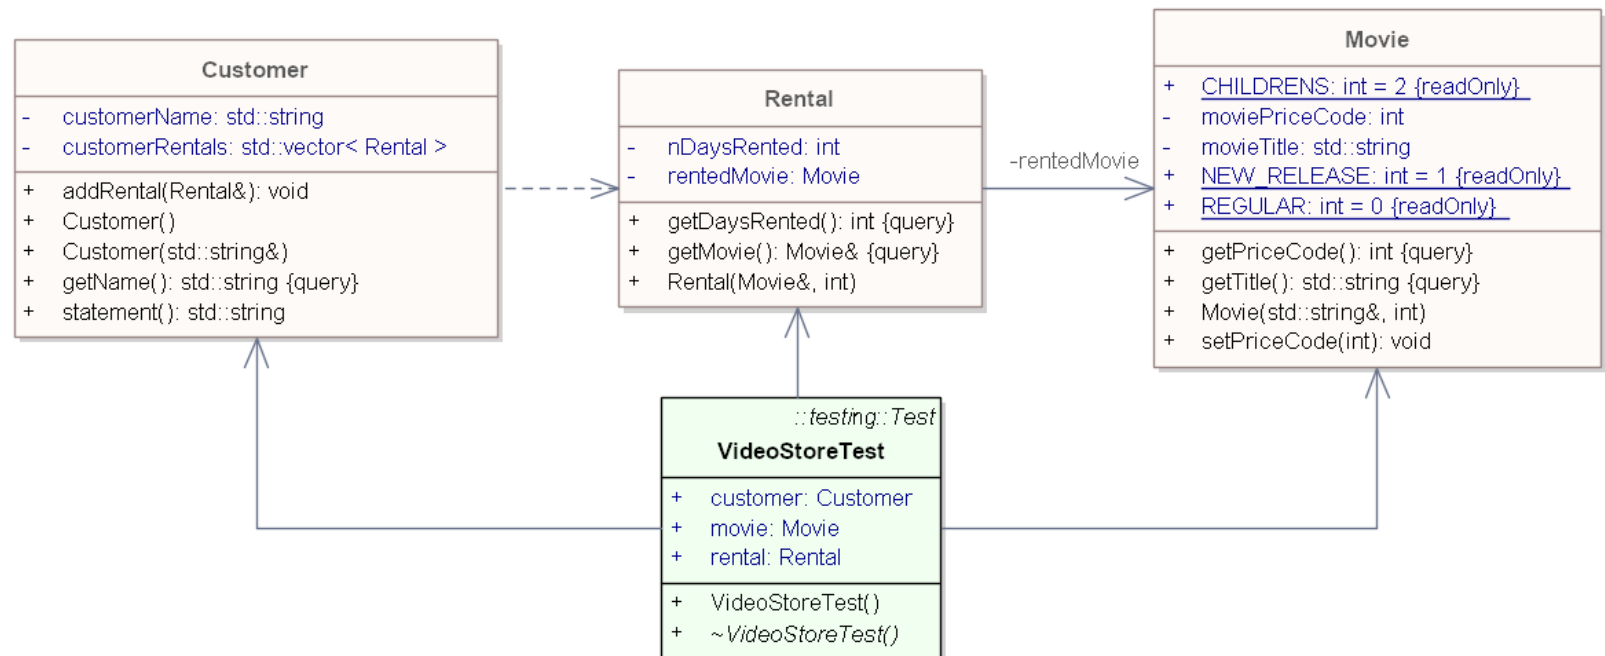 Customer
- customerName: std::string
- customerRentals: std::vector< Rental >
+ addRental(Rental&): void
+ Customer()
+ Customer(std::string&)
+ getName(): std::string {query}
+ statement(): std::string
Rental
- nDaysRented: int
- rentedMovie: Movie
+ getDaysRented(): int {query}
+ getMovie(): Movie& {query}
+ Rental(Movie&, int)
-rentedMovie
Movie
+ CHILDRENS: int = 2 {readOnly}
- moviePriceCode: int
- movieTitle: std::string
+ NEW_RELEASE: int = 1 {readOnly}
+ REGULAR: int = 0 {readOnly}
+ getPriceCode(): int {query}
+ getTitle(): std::string {query}
+ Movie(std::string&, int)
+ setPriceCode(int): void
::testing::Test
VideoStoreTest
+ customer: Customer
+ movie: Movie
+ rental: Rental
+ VideoStoreTest()
+ ~VideoStoreTest()